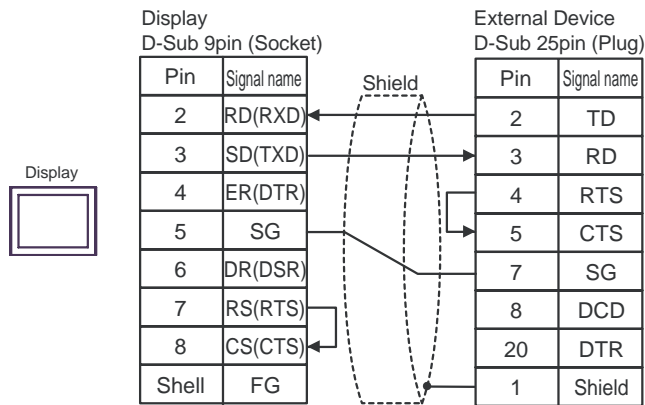 Display
D-Sub 9pin (Socket)
External Device
D-Sub 25pin (Plug)
Pin Signal name
Shield
Pin Signal name
2 RD(RXD)
2 TD
3 SD(TXD)
3 RD
Display
4 ER(DTR)
4 RTS
5 SG
5 CTS
6 DR(DSR)
7 SG
7 RS(RTS)
8 DCD
8 CS(CTS)
20 DTR
Shell FG
1 Shield